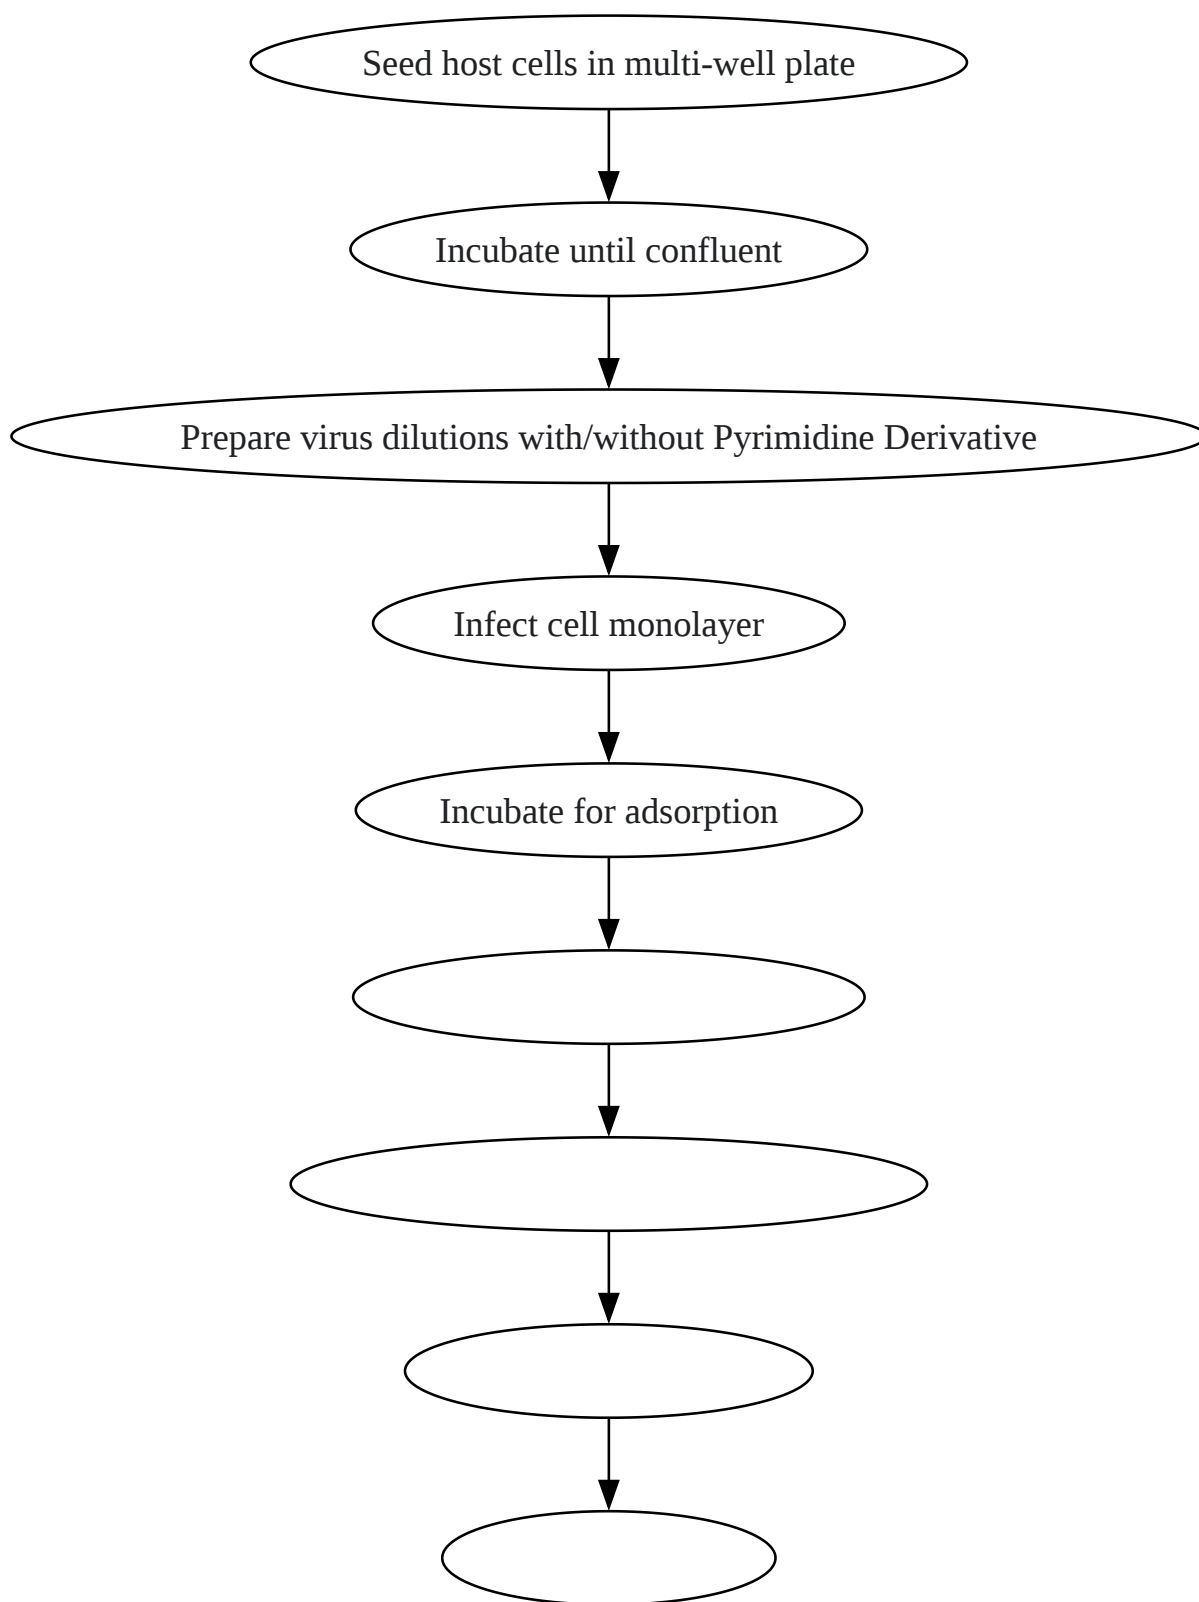 Seed host cells in multi-well plate
Incubate until confluent
Prepare virus dilutions with/without Pyrimidine Derivative
Infect cell monolayer
Incubate for adsorption